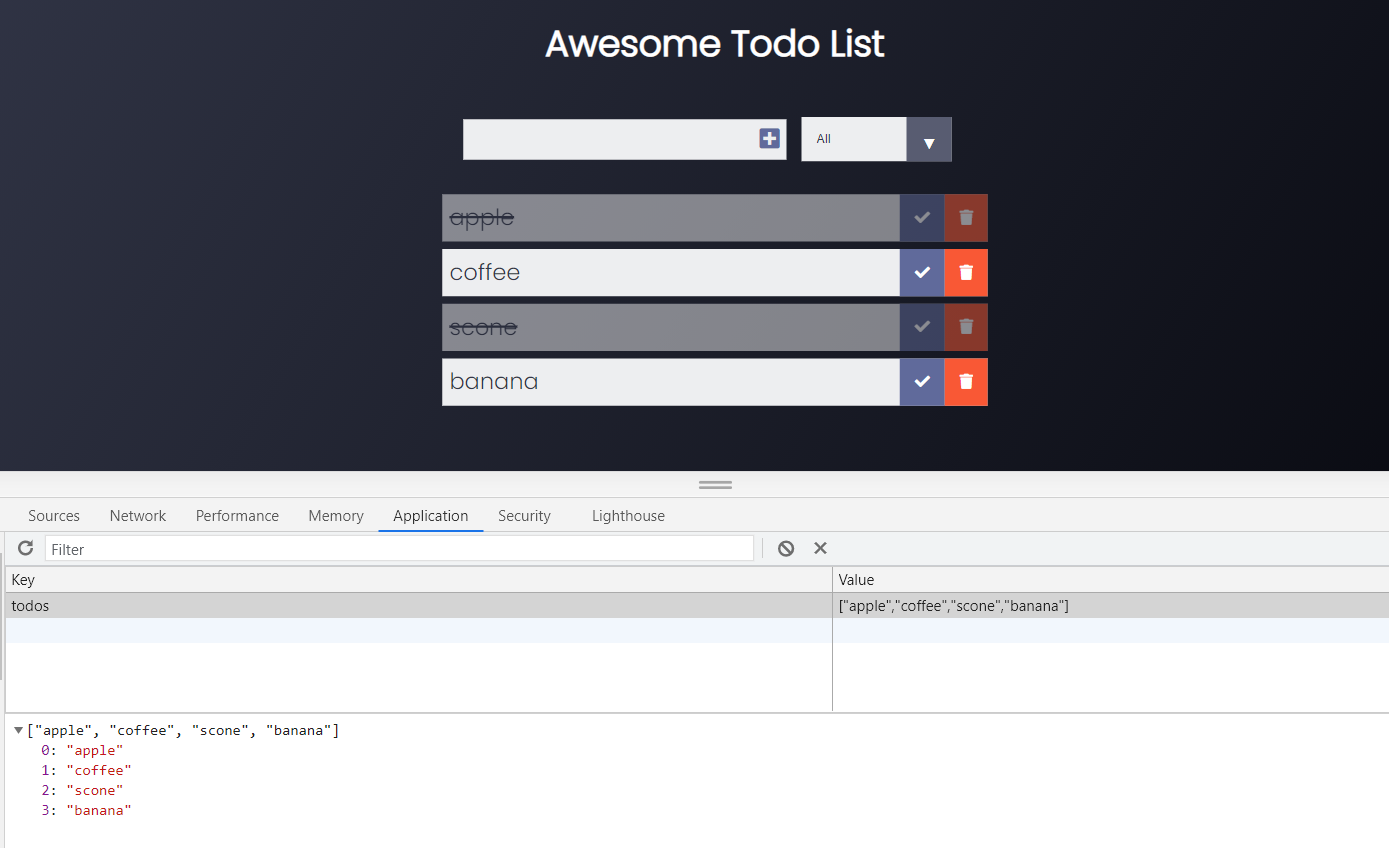 Awesome Todo List
All
apple
coffee
scone
banana
Sources Network Performance Memory Application Security Lighthouse
Filter
Key Value
todos ["apple","coffee","scone","banana"]
["apple", "coffee", "scone", "banana"]
0: "apple"
1: "coffee"
2: "scone"
3: "banana"